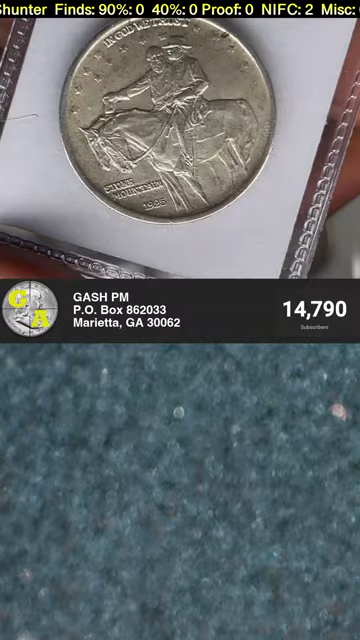 shunter Finds: 90%: 0 40%: 0 Proof: 0 NIFC: 2 Misc:
IN GOD WE TRUST
STONE
MOUNTAIN
1925
GASH PM
P.O. Box 862033
Marietta, GA 30062
14,790
Subscribers
GA